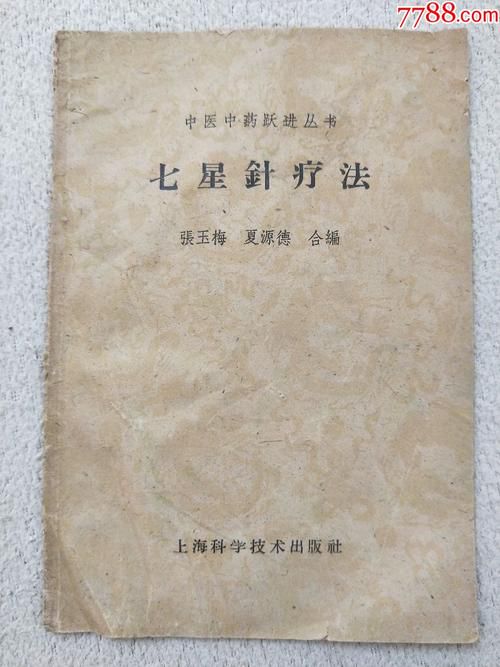 7788.com
中医中药跃进丛书
七星針疗法
張玉梅 夏源德 合編
上海科学技术出版社